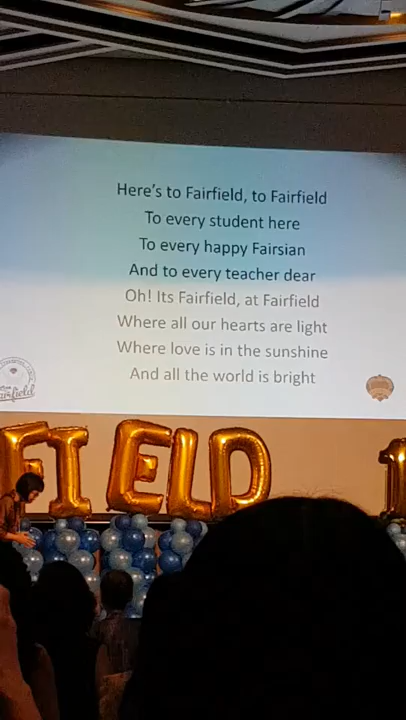 Here's to Fairfield, to Fairfield
To every student here
To every happy Fairsian
And to every teacher dear
Oh! Its Fairfield, at Fairfield
Where all our hearts are light
Where love is in the sunshine
And all the world is bright
FIELD
1